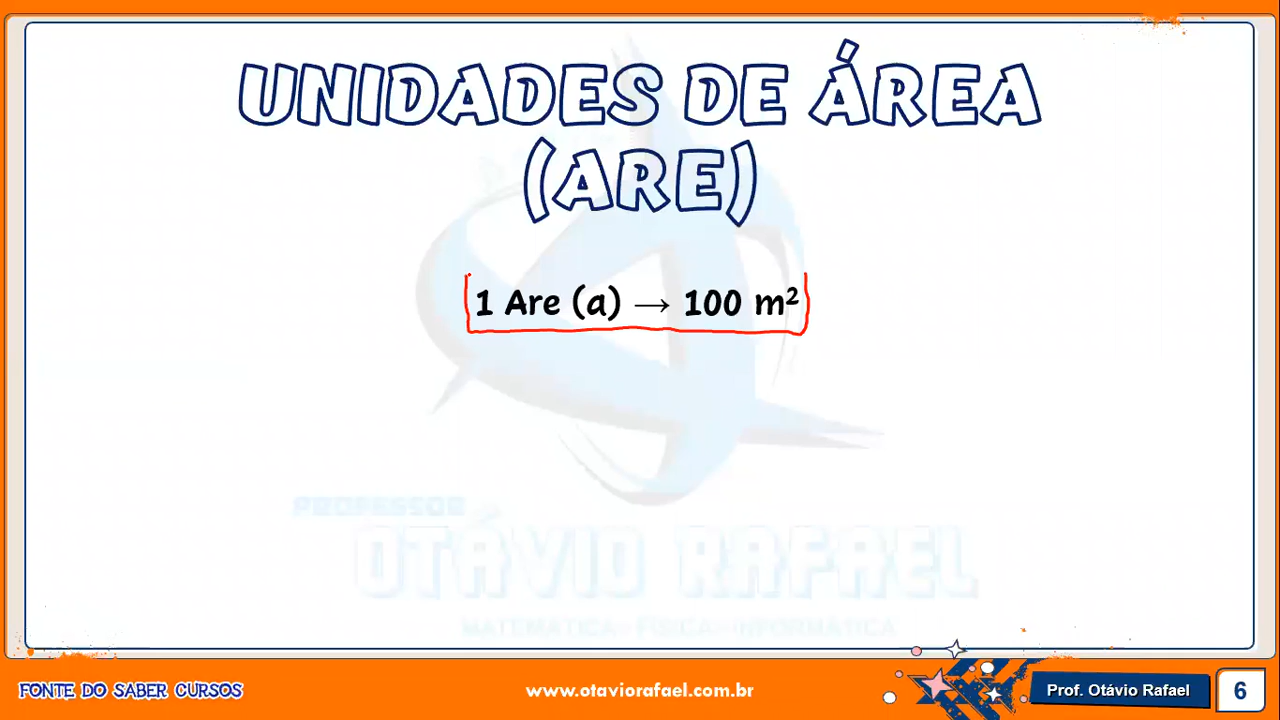 UNIDADES DE ÁREA
(ARE)
1 Are (a) → 100 m²
PROFESSOR
OTÁVIO RAFAEL
MATEMÁTICA - FÍSICA - INFORMÁTICA
FONTE DO SABER CURSOS
www.otaviorafael.com.br
Prof. Otávio Rafael
6